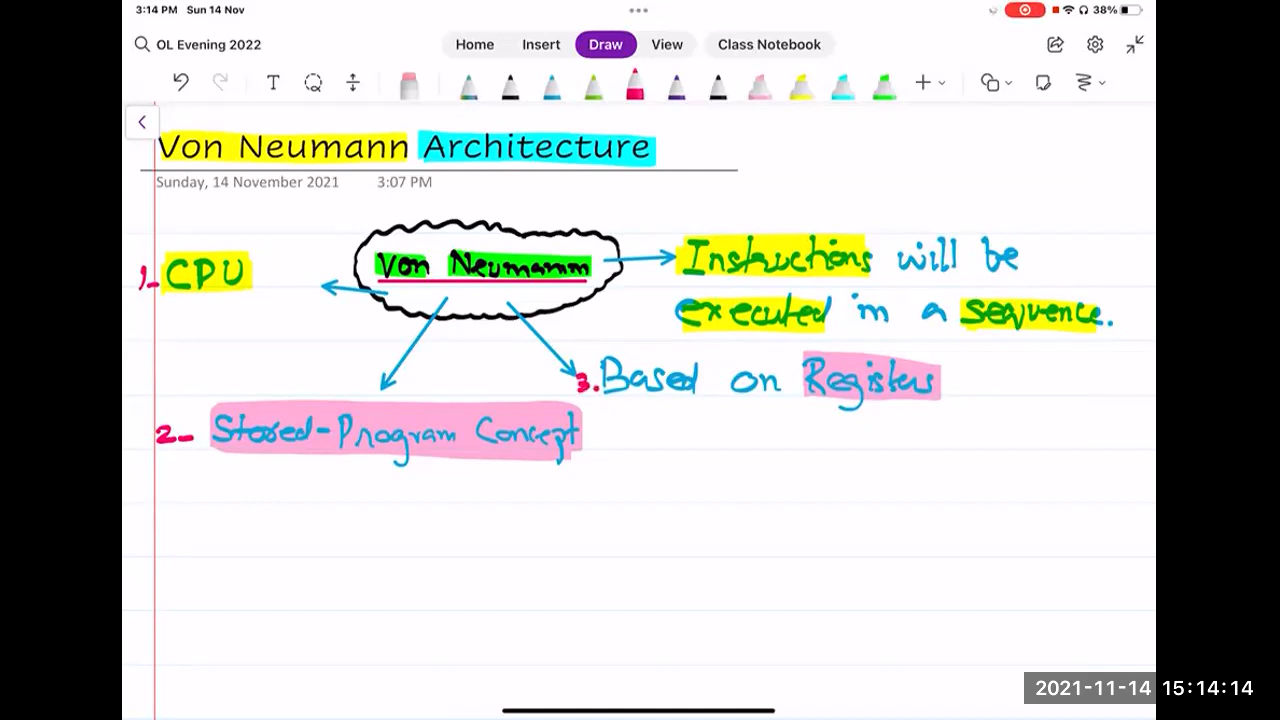 3:14 PM Sun 14 Nov
38%
OL Evening 2022
Home Insert Draw View Class Notebook
Von Neumann Architecture
Sunday, 14 November 2021 3:07 PM
1- CPU
Von Neumann
Instructions will be
executed in a sequence.
3. Based on Registers
2- Stored-Program Concept
2021-11-14 15:14:14